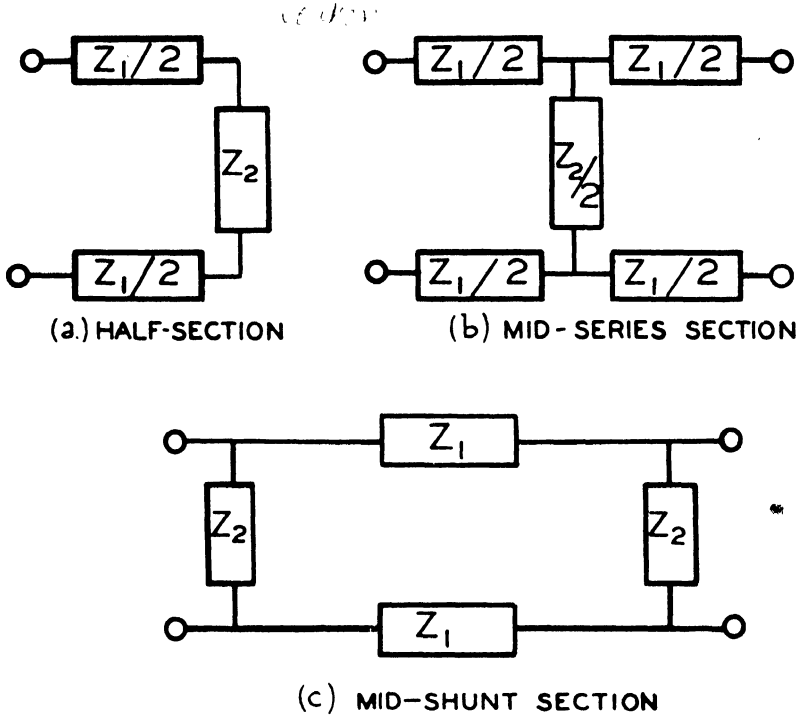 Z₁/2
Z₁/2 Z₁/2
Z₂
Z₂/2
Z₁/2
Z₁/2 Z₁/2
(a.) HALF-SECTION
(b) MID-SERIES SECTION
Z₁
Z₂
Z₂
Z₁
(c) MID-SHUNT SECTION